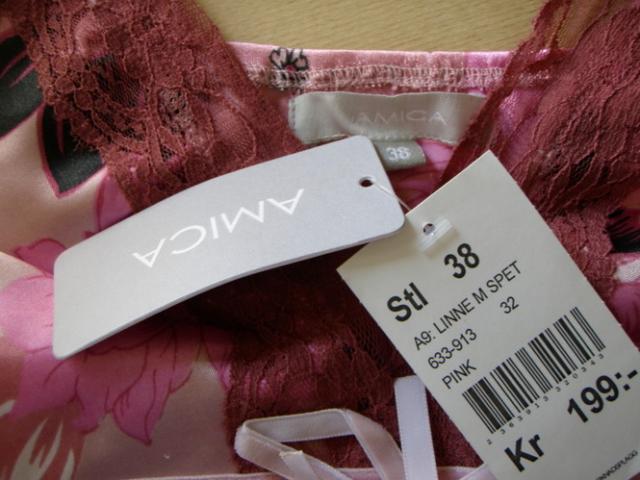 AMICA
38
AMICA
Stl 38
A9: LINNE M SPET
633-913 32
PINK
Kr 199:-